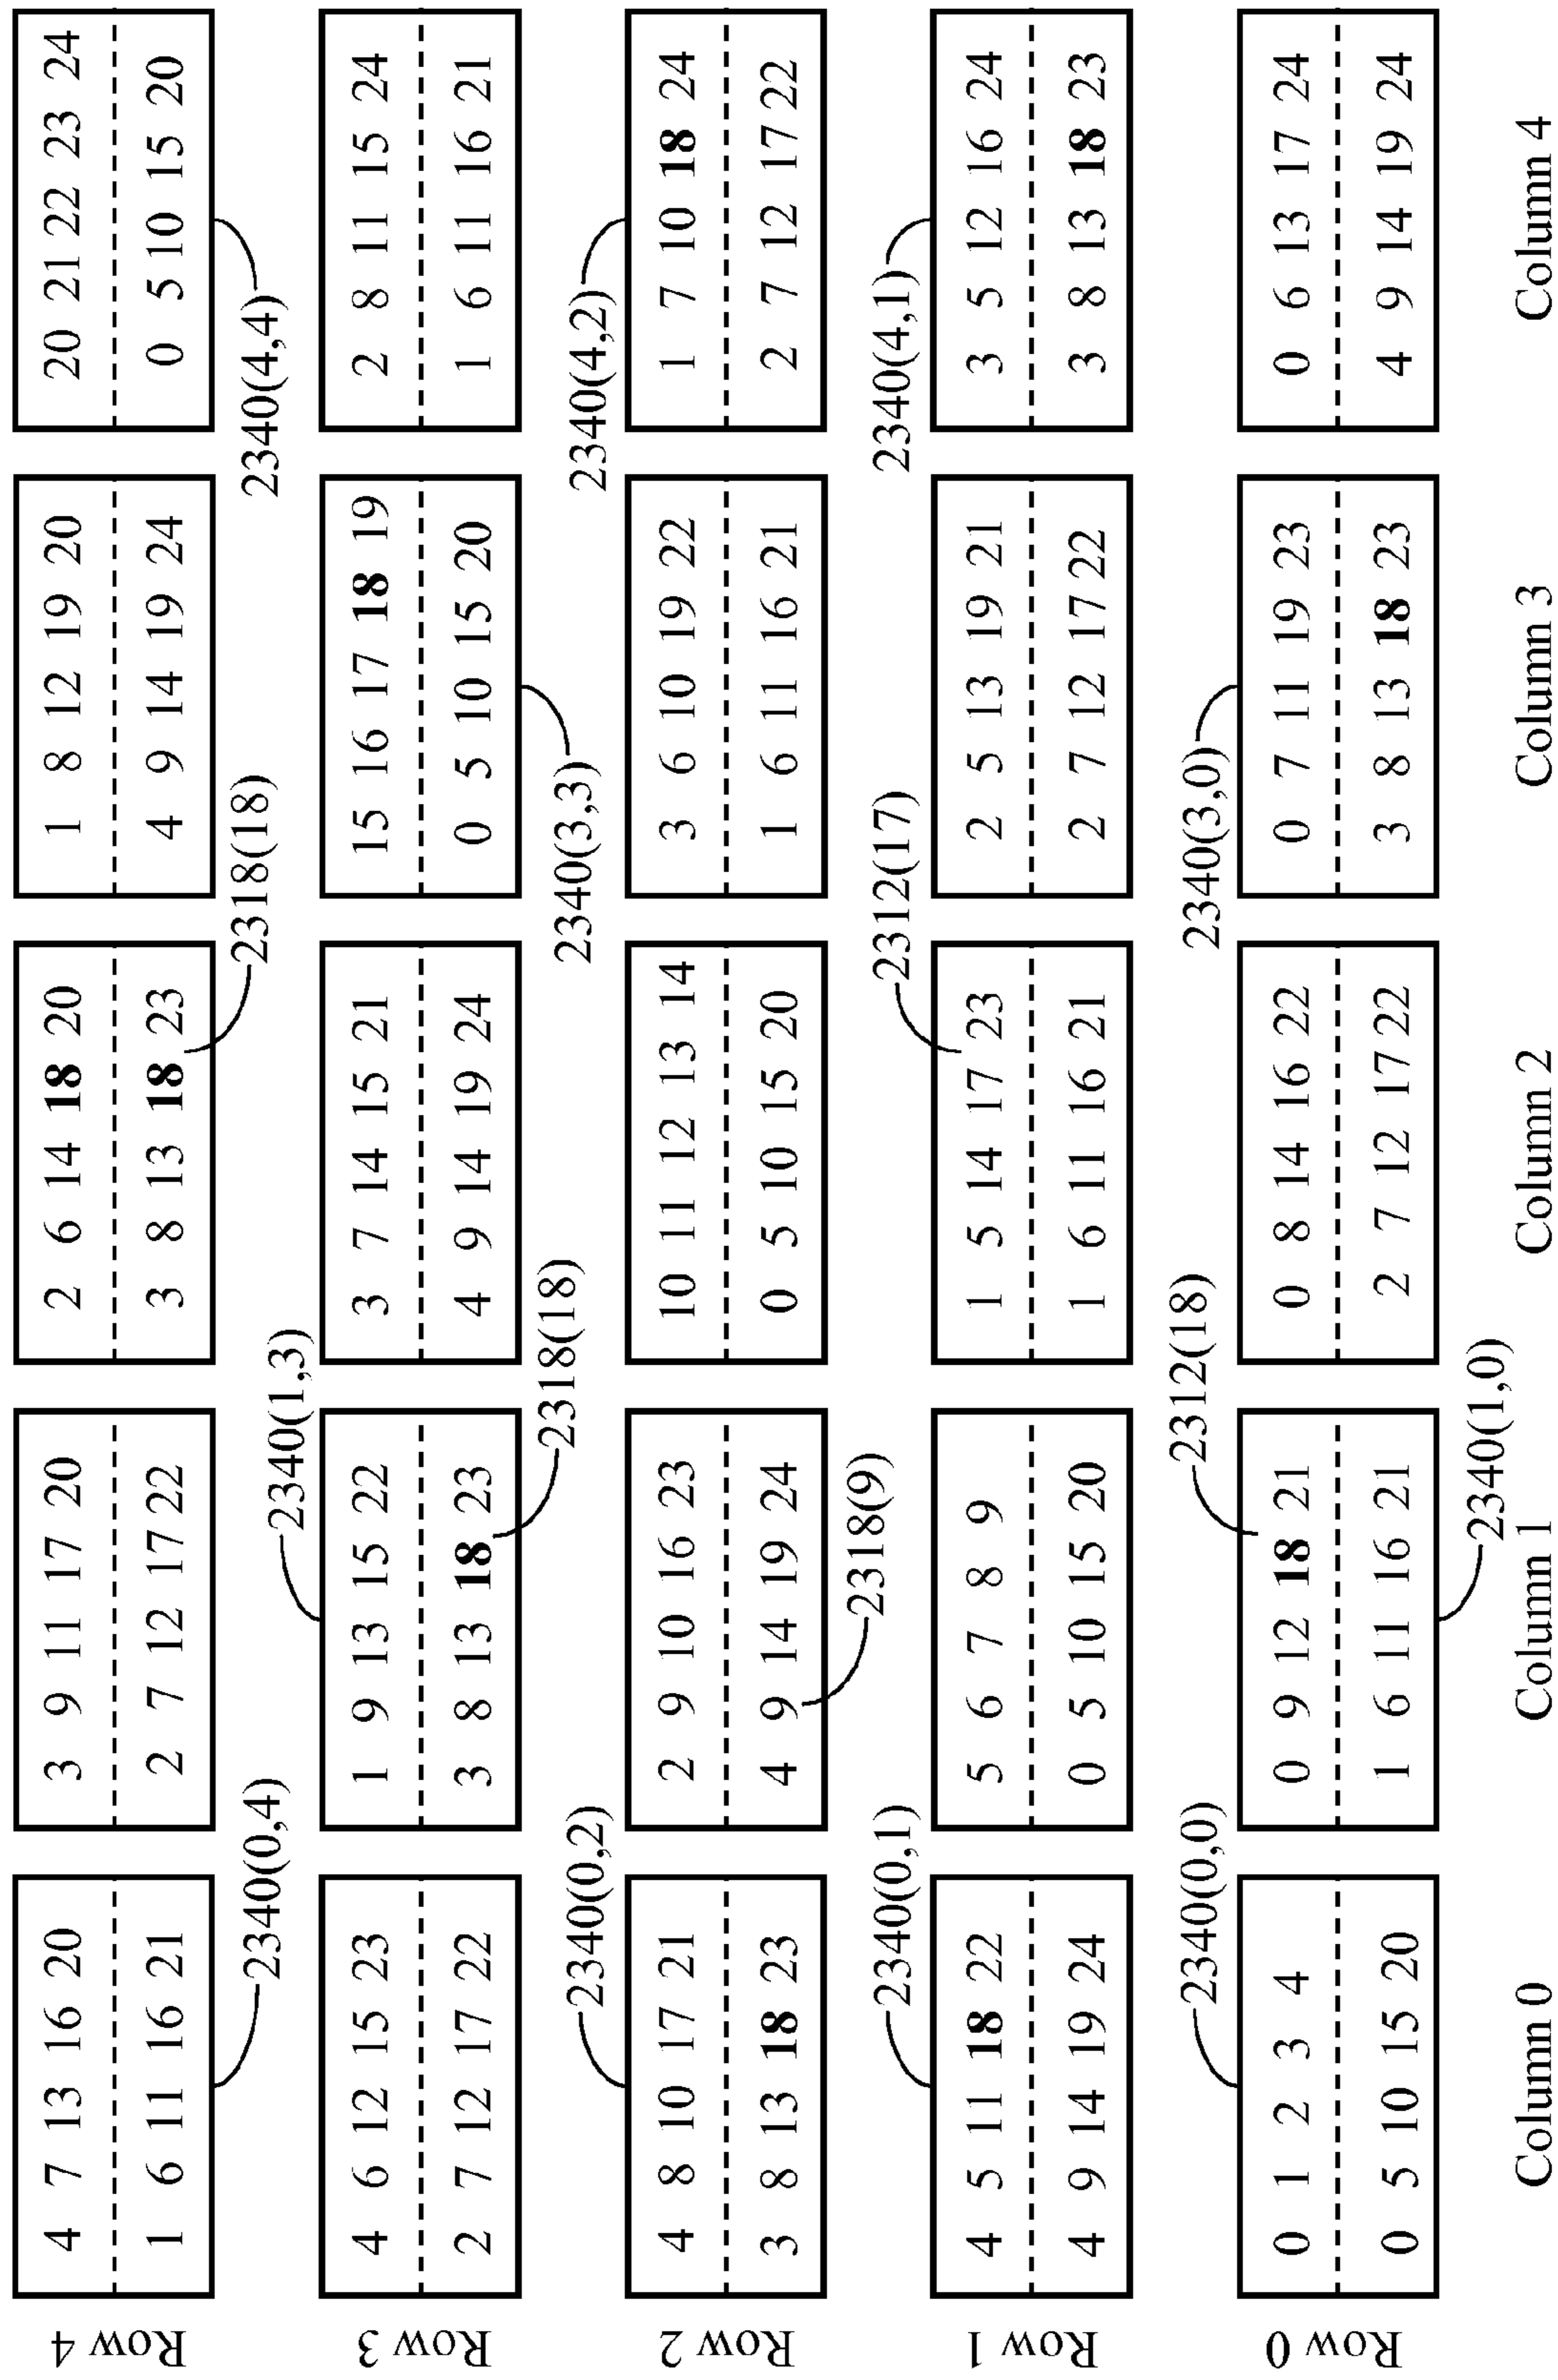 Row 4
4 7 13 16 20
1 6 11 16 21
3 9 11 17 20
2 7 12 17 22
2 6 14 18 20
3 8 13 18 23
1 8 12 19 20
4 9 14 19 24
20 21 22 23 24
0 5 10 15 20
2340(0,4)
2340(1,3)
2318(18)
2340(4,4)
Row 3
4 6 12 15 23
2 7 12 17 22
1 9 13 15 22
3 8 13 18 23
3 7 14 15 21
4 9 14 19 24
15 16 17 18 19
0 5 10 15 20
2 8 11 15 24
1 6 11 16 21
2340(0,2)
2318(18)
2340(3,3)
2340(4,2)
Row 2
4 8 10 17 21
3 8 13 18 23
2 9 10 16 23
4 9 14 19 24
10 11 12 13 14
0 5 10 15 20
3 6 10 19 22
1 6 11 16 21
1 7 10 18 24
2 7 12 17 22
2340(0,1)
2318(9)
2312(17)
2340(4,1)
Row 1
4 5 11 18 22
4 9 14 19 24
5 6 7 8 9
0 5 10 15 20
1 5 14 17 23
1 6 11 16 21
2 5 13 19 21
2 7 12 17 22
3 5 12 16 24
3 8 13 18 23
2340(0,0)
2312(18)
2340(3,0)
Row 0
0 1 2 3 4
0 5 10 15 20
0 9 12 18 21
1 6 11 16 21
0 8 14 16 22
2 7 12 17 22
0 7 11 19 23
3 8 13 18 23
0 6 13 17 24
4 9 14 19 24
2340(1,0)
Column 0
Column 1
Column 2
Column 3
Column 4